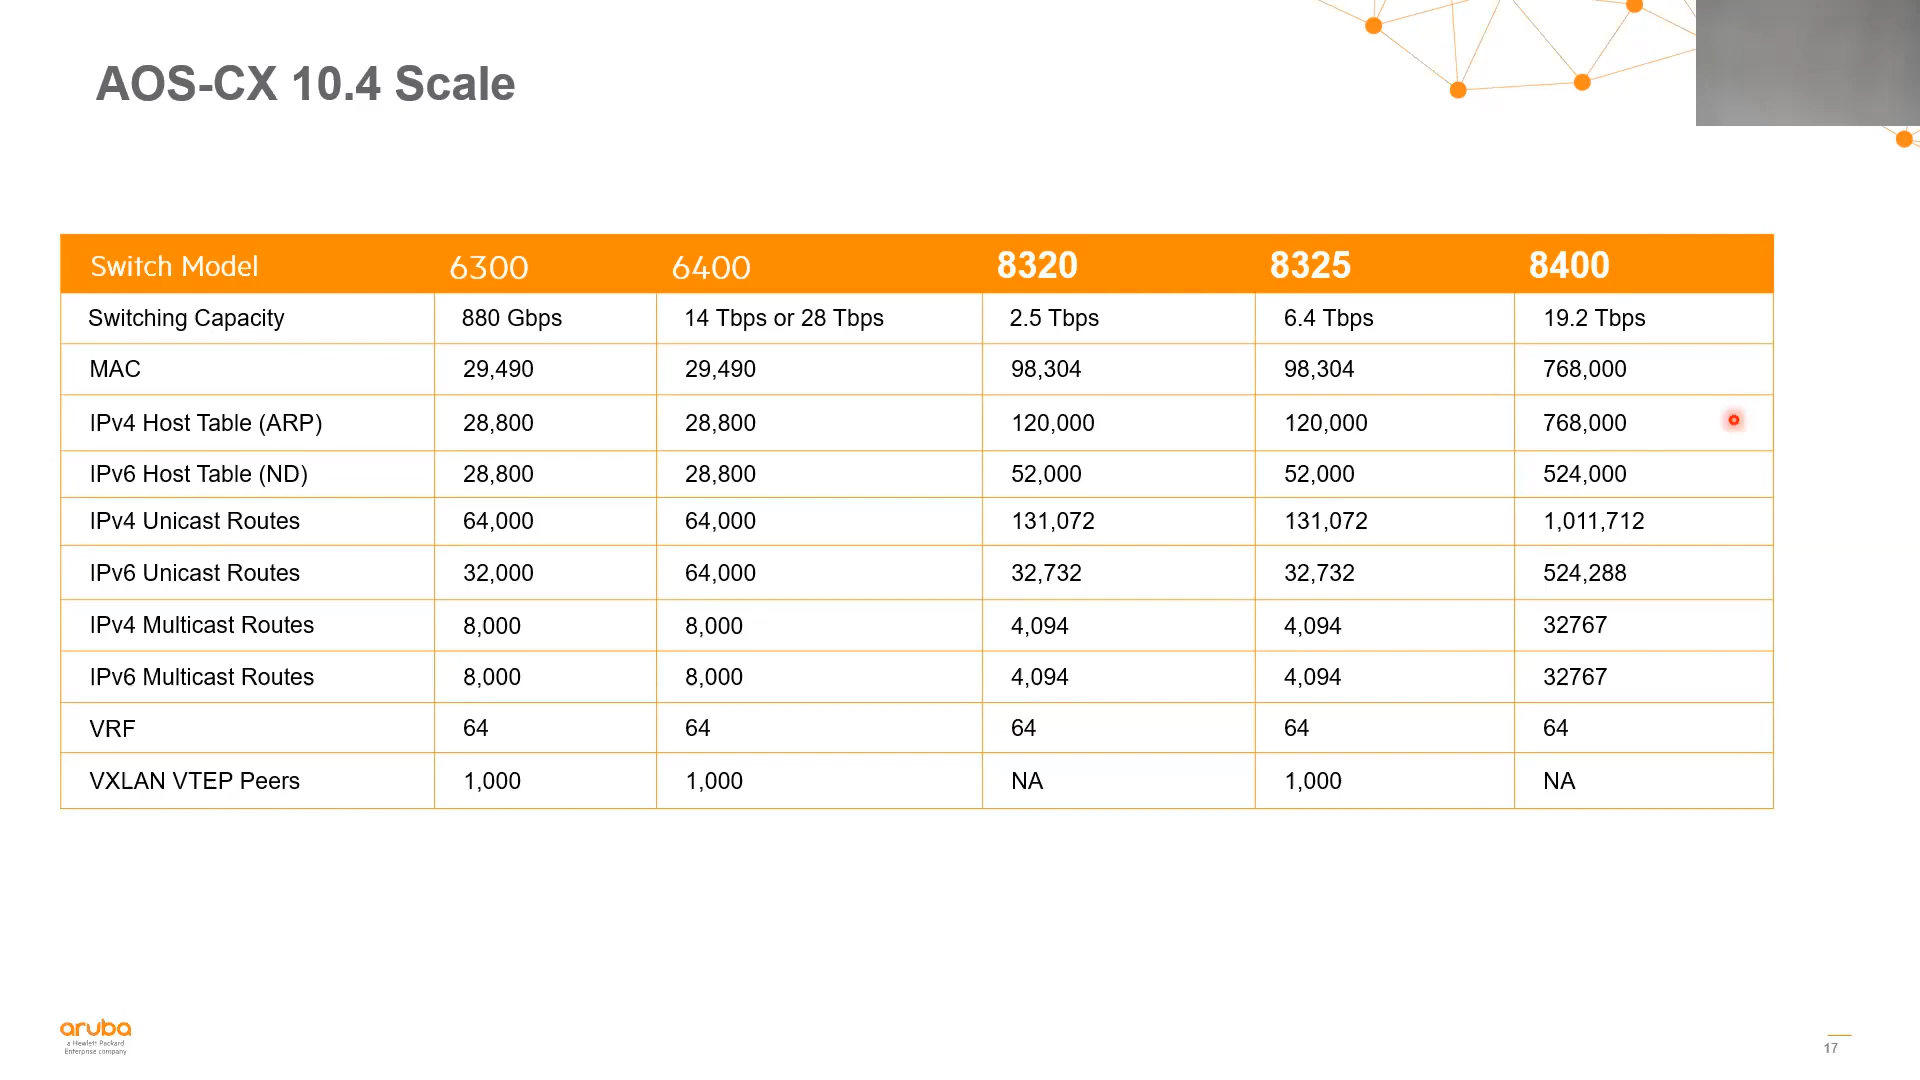 AOS-CX 10.4 Scale
Switch Model 6300 6400 8320 8325 8400
Switching Capacity 880 Gbps 14 Tbps or 28 Tbps 2.5 Tbps 6.4 Tbps 19.2 Tbps
MAC 29,490 29,490 98,304 98,304 768,000
IPv4 Host Table (ARP) 28,800 28,800 120,000 120,000 768,000
IPv6 Host Table (ND) 28,800 28,800 52,000 52,000 524,000
IPv4 Unicast Routes 64,000 64,000 131,072 131,072 1,011,712
IPv6 Unicast Routes 32,000 64,000 32,732 32,732 524,288
IPv4 Multicast Routes 8,000 8,000 4,094 4,094 32767
IPv6 Multicast Routes 8,000 8,000 4,094 4,094 32767
VRF 64 64 64 64 64
VXLAN VTEP Peers 1,000 1,000 NA 1,000 NA
aruba
a Hewlett Packard
Enterprise company
17